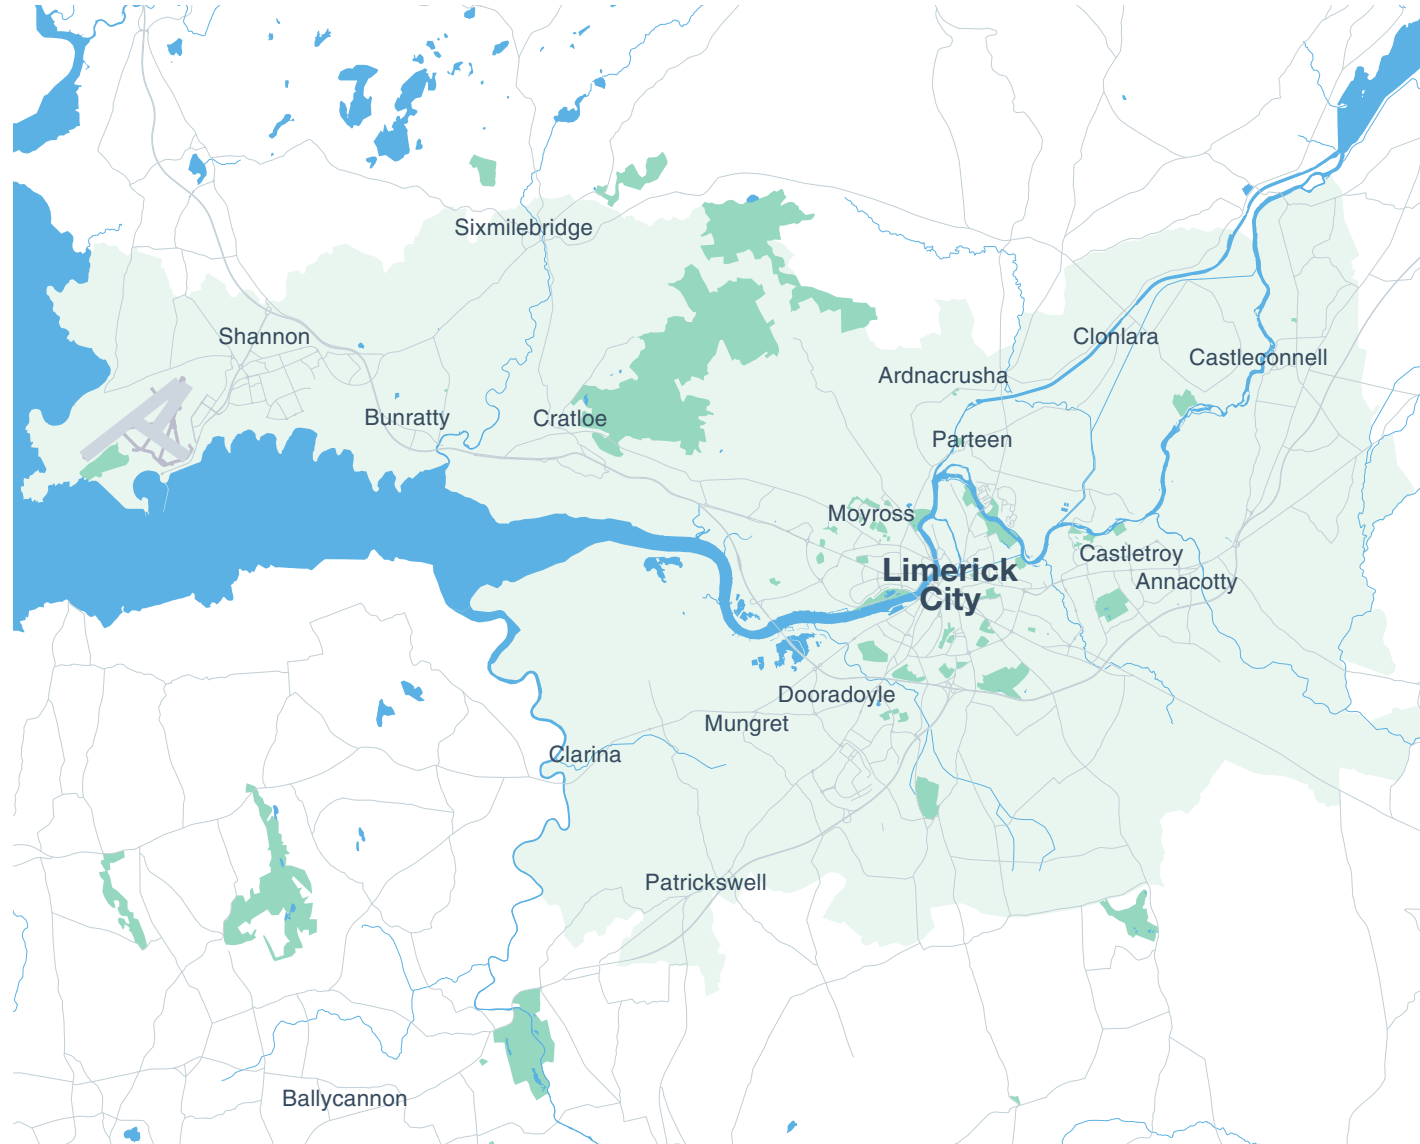 Sixmilebridge
Shannon
Clonlara
Castleconnell
Ardnacrusha
Bunratty
Cratloe
Parteen
Moyross
Castletroy
Limerick
City
Annacotty
Dooradoyle
Mungret
Clarina
Patrickswell
Ballycannon